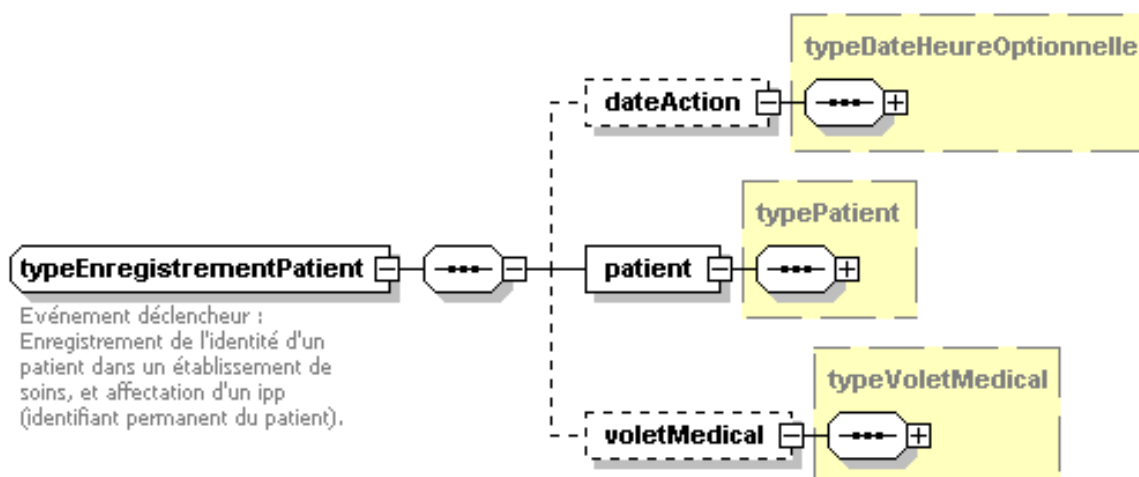 typeDateHeureOptionnelle
dateAction
typePatient
typeEnregistrementPatient
patient
Evénement déclencheur :
Enregistrement de l'identité d'un
patient dans un établissement de
soins, et affectation d'un ipp
(identifiant permanent du patient).
typeVoletMedical
voletMedical